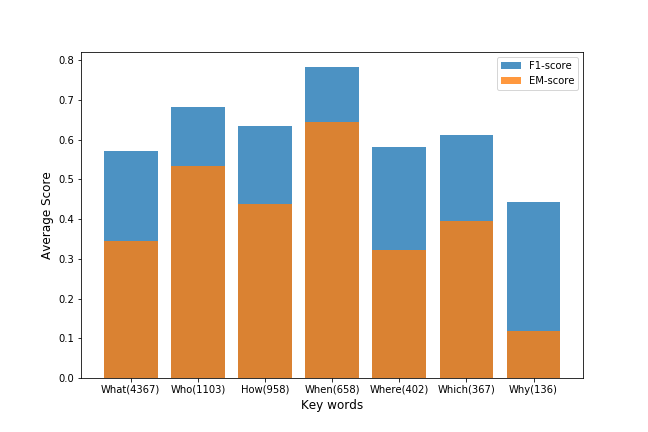 F1-score
EM-score
Average Score
0.8
0.7
0.6
0.5
0.4
0.3
0.2
0.1
0.0
What(4367) Who(1103) How(958) When(658) Where(402) Which(367) Why(136)
Key words